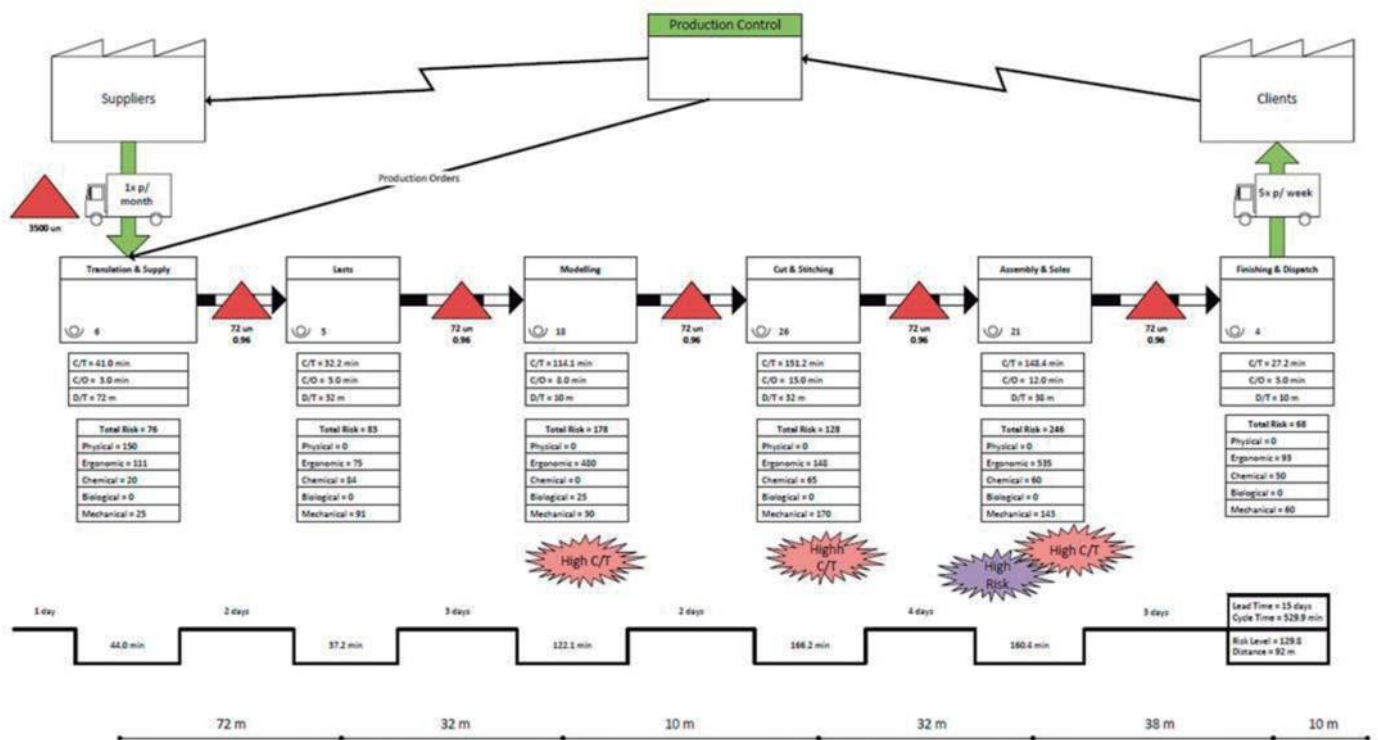 Production Control
Suppliers
Clients
Production Orders
1x p/
month
3500 un
5x p/ week
Translation & Supply
6
C/T = 41.0 min
C/O = 3.0 min
D/T = 72 m
Total Risk = 76
Physical = 150
Ergonomic = 111
Chemical = 20
Biological = 0
Mechanical = 25
72 un
0.96
Lasts
5
C/T = 32.2 min
C/O = 5.0 min
D/T = 32 m
Total Risk = 83
Physical = 0
Ergonomic = 75
Chemical = 84
Biological = 0
Mechanical = 91
72 un
0.96
Modelling
18
C/T = 114.1 min
C/O = 8.0 min
D/T = 10 m
Total Risk = 178
Physical = 0
Ergonomic = 480
Chemical = 0
Biological = 25
Mechanical = 30
High C/T
72 un
0.96
Cut & Stitching
26
C/T = 151.2 min
C/O = 15.0 min
D/T = 32 m
Total Risk = 128
Physical = 0
Ergonomic = 148
Chemical = 65
Biological = 0
Mechanical = 170
Highh
C/T
72 un
0.96
Assembly & Soles
21
C/T = 148.4 min
C/O = 12.0 min
D/T = 38 m
Total Risk = 246
Physical = 0
Ergonomic = 535
Chemical = 60
Biological = 0
Mechanical = 143
High
Risk
High C/T
72 un
0.96
Finishing & Dispatch
4
C/T = 27.2 min
C/O = 5.0 min
D/T = 10 m
Total Risk = 68
Physical = 0
Ergonomic = 93
Chemical = 50
Biological = 0
Mechanical = 60
1 day
2 days
3 days
2 days
4 days
3 days
44.0 min
37.2 min
122.1 min
166.2 min
160.4 min
Lead Time = 15 days
Cycle Time = 529.9 min
Risk Level = 129.8
Distance = 92 m
72 m
32 m
10 m
32 m
38 m
10 m